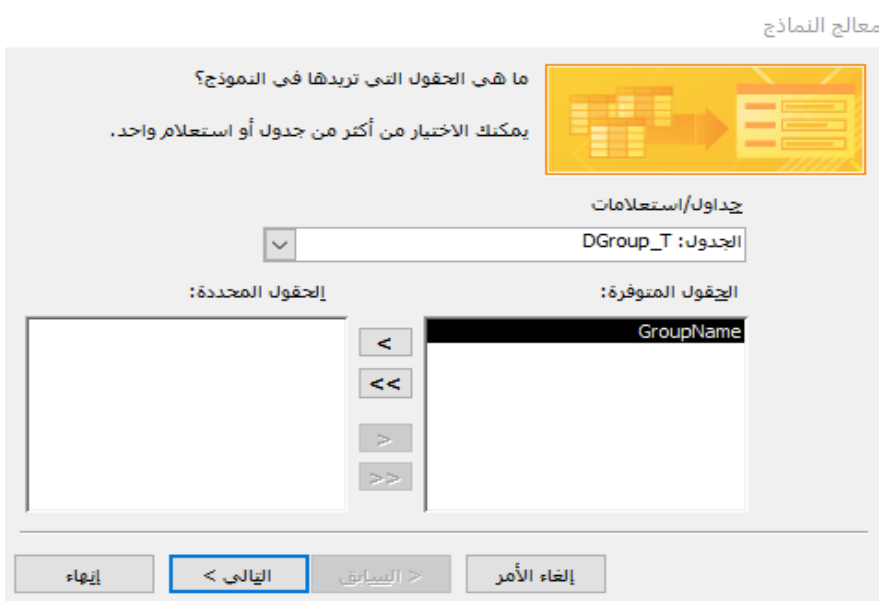 معالج النماذج
ما هي الحقول التي تريدها في النموذج؟
يمكنك الاختيار من أكثر من جدول أو استعلام واحد.
جداول/استعلامات
الجدول: DGroup_T
الحقول المتوفرة:
الحقول المحددة:
GroupName
<
<<
>
>>
إلغاء الأمر
< السابق
التالي >
إنهاء